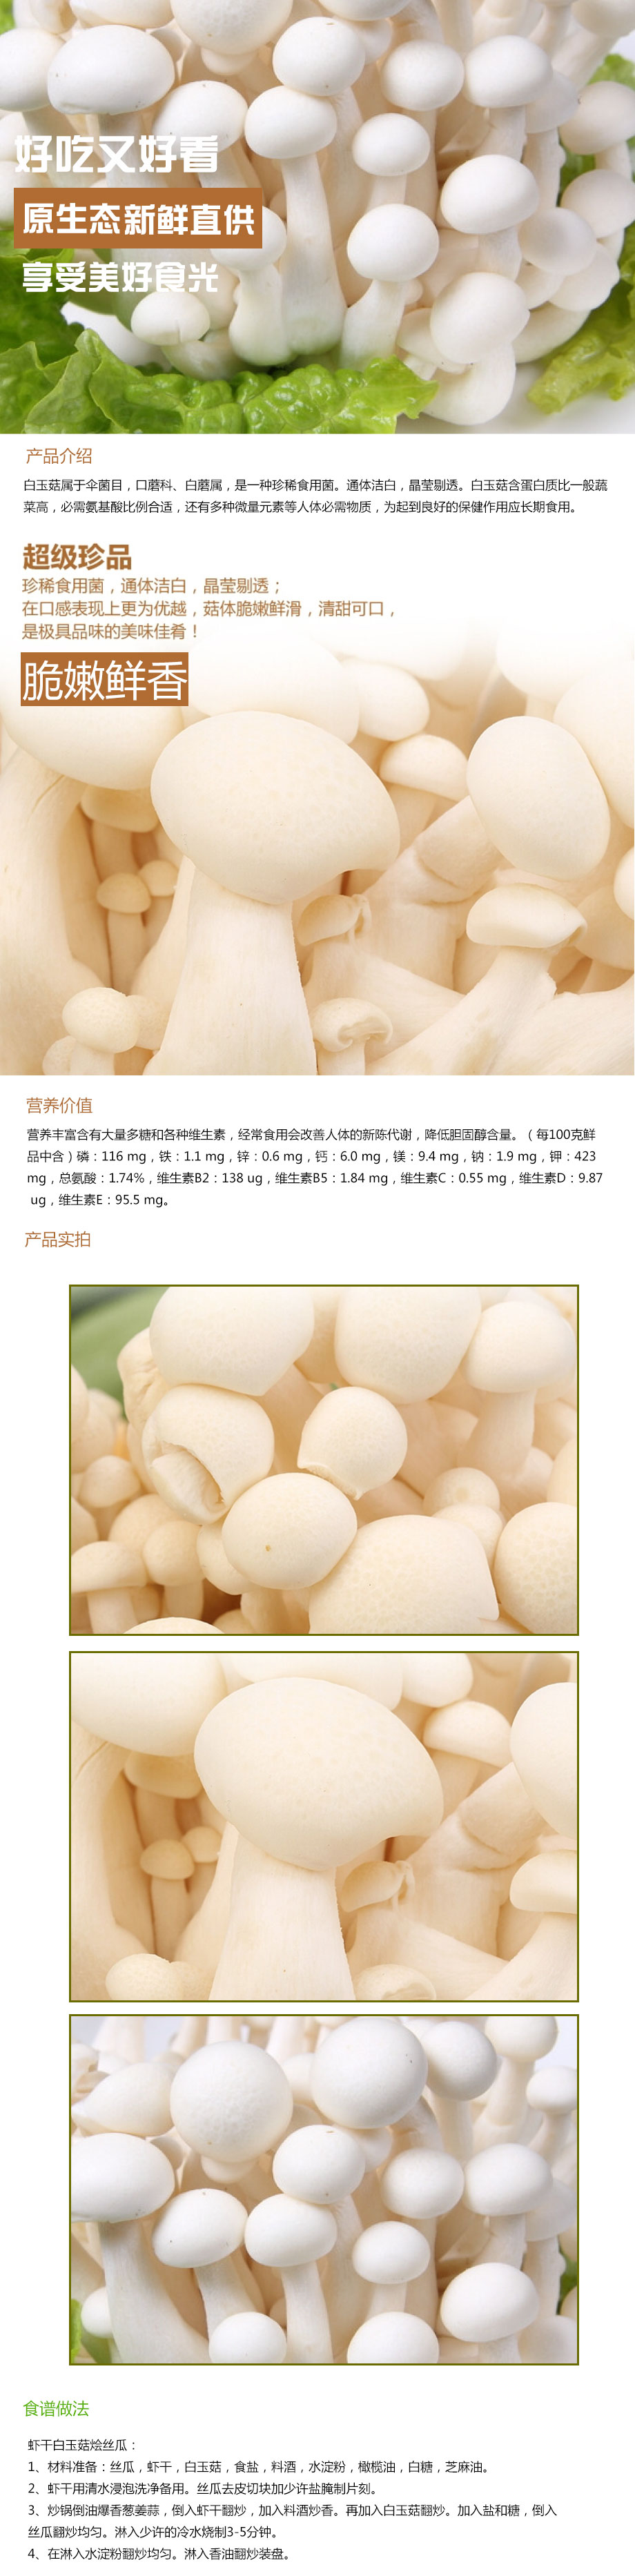 好吃又好看
原生态新鲜直供
享受美好食光
产品介绍
白玉菇属于伞菌目，口磨科、白磨属，是一种珍稀食用菌。通体洁白，晶莹剔透。白玉菇含蛋白质比一般蔬
菜高，必需氨基酸比例合适，还有多种微量元素等人体必需物质，为起到良好的保健作用应长期食用。
超级珍品
珍稀食用菌，通体洁白，晶莹剔透；
在口感表现上更为优越，菇体脆嫩鲜滑，清甜可口，
是极具品味的美味佳肴！
脆嫩鲜香
营养价值
营养丰富含有大量多糖和各种维生素，经常食用会改善人体的新陈代谢，降低胆固醇含量。（每100克鲜
品中含）磷：116 mg，铁：1.1 mg，锌：0.6 mg，钙：6.0 mg，镁：9.4 mg，钠：1.9 mg，钾：423
mg，总氨酸：1.74%，维生素B2：138 ug，维生素B5：1.84 mg，维生素C：0.55 mg，维生素D：9.87
ug，维生素E：95.5 mg。
产品实拍
食谱做法
虾干白玉菇烩丝瓜：
1、材料准备：丝瓜，虾干，白玉菇，食盐，料酒，水淀粉，橄榄油，白糖，芝麻油。
2、虾干用清水浸泡洗净备用。丝瓜去皮切块加少许盐腌制片刻。
3、炒锅倒油爆香葱姜蒜，倒入虾干翻炒，加入料酒炒香。再加入白玉菇翻炒。加入盐和糖，倒入
丝瓜翻炒均匀。淋入少许的冷水烧制3-5分钟。
4、在淋入水淀粉翻炒均匀。淋入香油翻炒装盘。